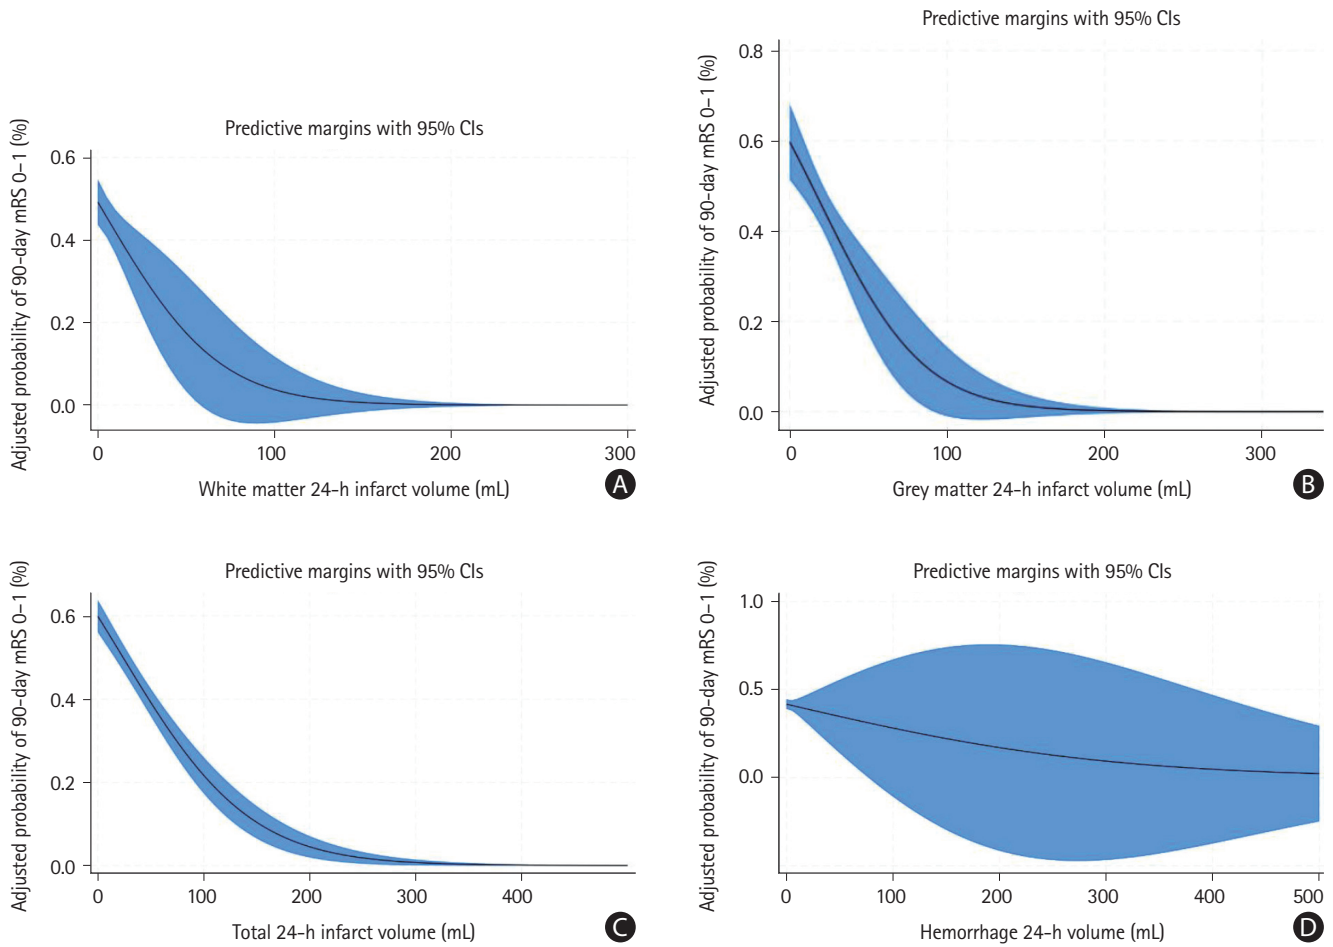 Predictive margins with 95% CIs
Adjusted probability of 90-day mRS 0–1 (%)
0.6
0.4
0.2
0.0
0
100
200
300
White matter 24-h infarct volume (mL)
A
Predictive margins with 95% CIs
Adjusted probability of 90-day mRS 0–1 (%)
0.8
0.6
0.4
0.2
0.0
0
100
200
300
Grey matter 24-h infarct volume (mL)
B
Predictive margins with 95% CIs
Adjusted probability of 90-day mRS 0–1 (%)
0.6
0.4
0.2
0.0
0
100
200
300
400
Total 24-h infarct volume (mL)
C
Predictive margins with 95% CIs
Adjusted probability of 90-day mRS 0–1 (%)
1.0
0.5
0.0
0
100
200
300
400
500
Hemorrhage 24-h volume (mL)
D